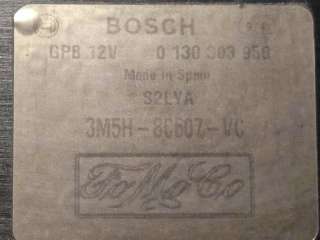 BOSCH
GPB 12V 0 130 303 950
Made in Spain
S2LYA
3M5H-8C607-VC
FoMoCo